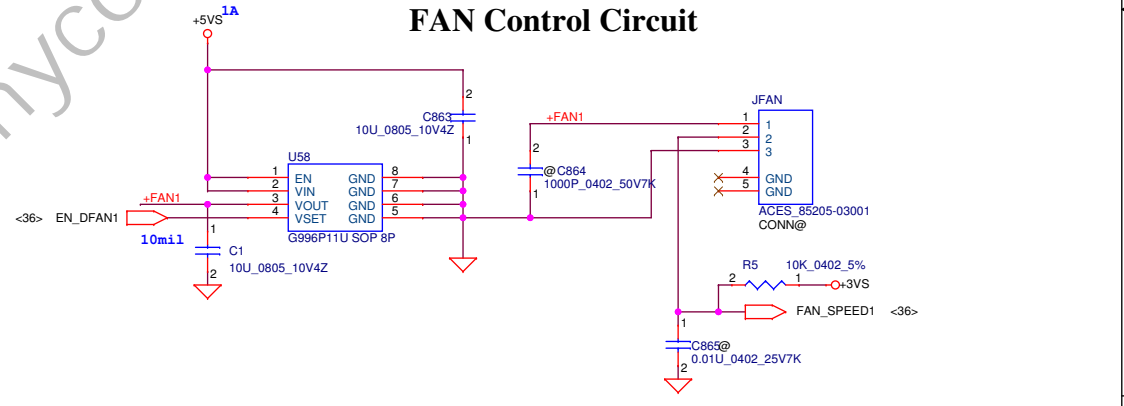 FAN Control Circuit
+5VS
1A
2
C863
10U_0805_10V4Z
1
U58
1 EN GND 8
2 VIN GND 7
3 VOUT GND 6
4 VSET GND 5
G996P11U SOP 8P
+FAN1
<36> EN_DFAN1
10mil
1
C1
10U_0805_10V4Z
2
+FAN1
2
@C864
1000P_0402_50V7K
1
JFAN
1 1
2 2
3 3
4 GND
5 GND
ACES_85205-03001
CONN@
R5 10K_0402_5%
2 1 +3VS
FAN_SPEED1 <36>
1
C865@
0.01U_0402_25V7K
2